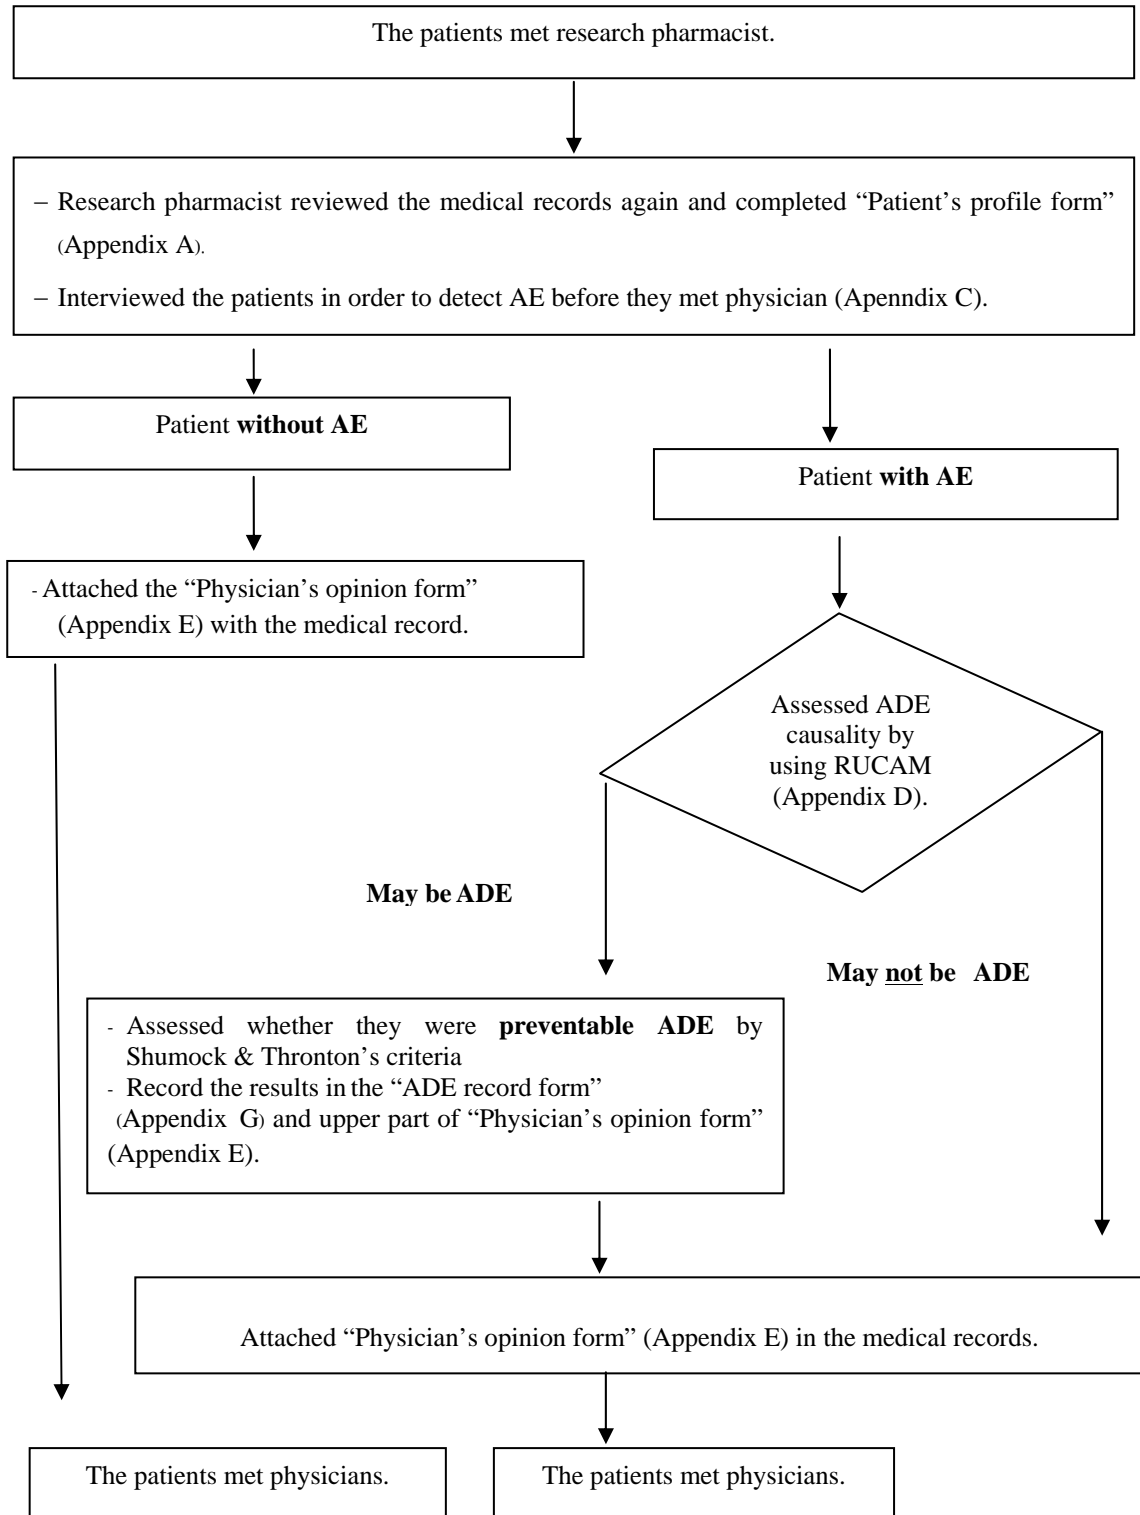 The patients met research pharmacist.
– Research pharmacist reviewed the medical records again and completed “Patient’s profile form”
(Appendix A).
– Interviewed the patients in order to detect AE before they met physician (Apenndix C).
Patient without AE
Patient with AE
- Attached the “Physician’s opinion form”
(Appendix E) with the medical record.
Assessed ADE
causality by
using RUCAM
(Appendix D).
May be ADE
May not be ADE
- Assessed whether they were preventable ADE by
Shumock & Thronton’s criteria
- Record the results in the “ADE record form”
(Appendix G) and upper part of “Physician’s opinion form”
(Appendix E).
Attached “Physician’s opinion form” (Appendix E) in the medical records.
The patients met physicians.
The patients met physicians.